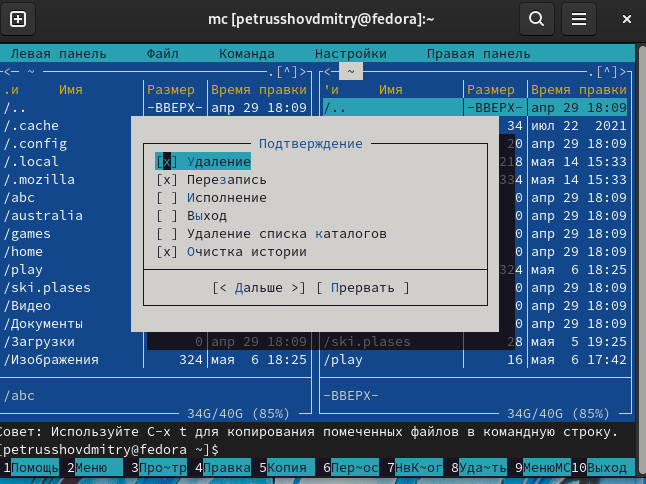 mc [petrusshovdmitry@fedora]:~
Левая панель Файл Команда Настройки Правая панель
<— ~ .[^]> <— ~ .[^]>
.и Имя Размер Время правки 'и Имя Размер Время правки
/.. -ВВЕРХ- апр 29 18:09 /.. -ВВЕРХ- апр 29 18:09
/.cache 34 июл 22 2021
/.config Подтверждение 20 апр 29 18:09
/.local [x] Удаление 218 мая 14 15:33
/.mozilla [x] Перезапись 334 мая 14 15:33
/abc [ ] Исполнение 0 апр 29 18:09
/australia [ ] Выход 0 апр 29 18:09
/games [ ] Удаление списка каталогов 0 апр 29 18:09
/home [x] Очистка истории 0 апр 29 18:09
/play 324 мая 6 18:25
/ski.plases [< Дальше >] [ Прервать ] 0 апр 29 18:09
/Видео 0 апр 29 18:09
/Документы 0 апр 29 18:09
/Загрузки 0 апр 29 18:09 /ski.plases 28 мая 5 19:25
/Изображения 324 мая 6 18:25 /play 16 мая 6 17:42
/abc -ВВЕРХ-
34G/40G (85%) 34G/40G (85%)
Совет: Используйте C-x t для копирования помеченных файлов в командную строку.
[petrusshovdmitry@fedora ~]$
1Помощь 2Меню 3Про~тр 4Правка 5Копия 6Пер~ос 7НвК~ог 8Уда~ть 9МенюMC 10Выход